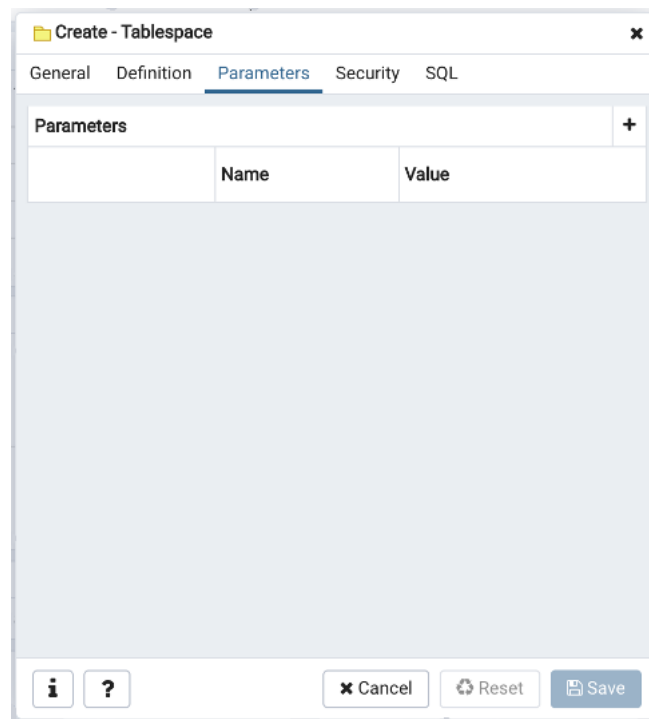 Create - Tablespace
General Definition Parameters Security SQL
Parameters
Name Value
i ? Cancel Reset Save